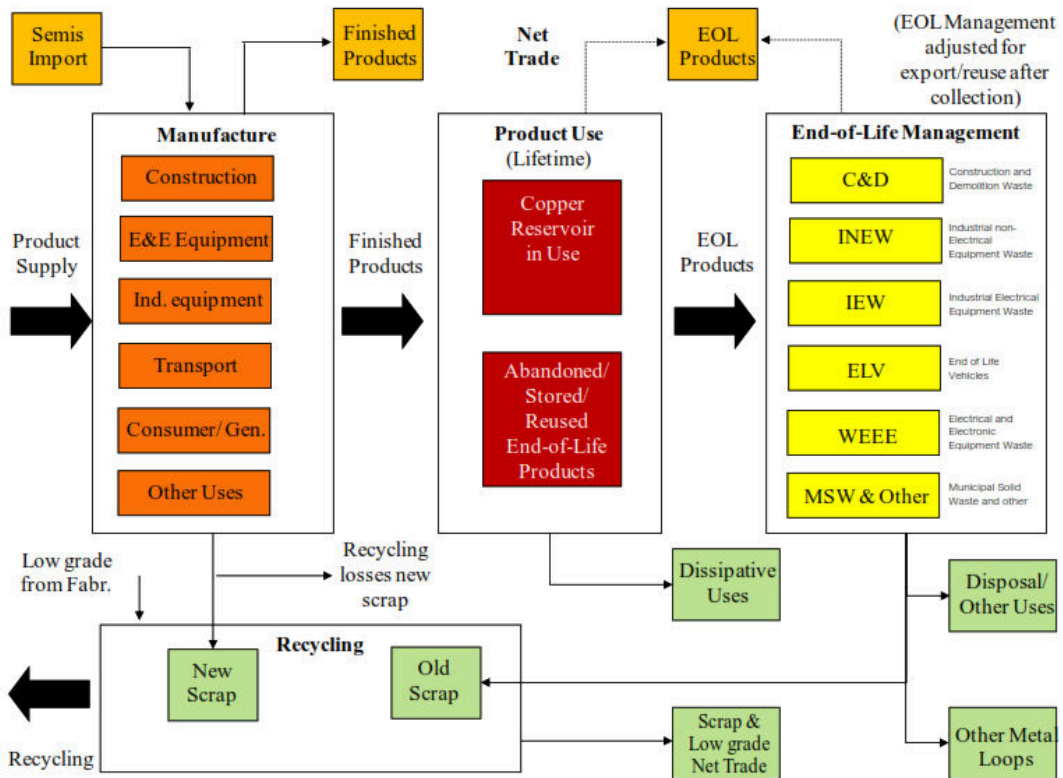 Semis
Import
Finished
Products
Net
Trade
EOL
Products
(EOL Management
adjusted for
export/reuse after
collection)
Manufacture
Construction
E&E Equipment
Ind. equipment
Transport
Consumer/ Gen.
Other Uses
Product
Supply
Finished
Products
Product Use
(Lifetime)
Copper
Reservoir
in Use
Abandoned/
Stored/
Reused
End-of-Life
Products
EOL
Products
End-of-Life Management
C&D
Construction and
Demolition Waste
INEW
Industrial non-
Electrical
Equipment Waste
IEW
Industrial Electrical
Equipment Waste
ELV
End of Life
Vehicles
WEEE
Electrical and
Electronic
Equipment Waste
MSW & Other
Municipal Solid
Waste and other
Low grade
from Fabr.
Recycling
losses new
scrap
Dissipative
Uses
Disposal/
Other Uses
Recycling
New
Scrap
Old
Scrap
Recycling
Scrap &
Low grade
Net Trade
Other Metal
Loops